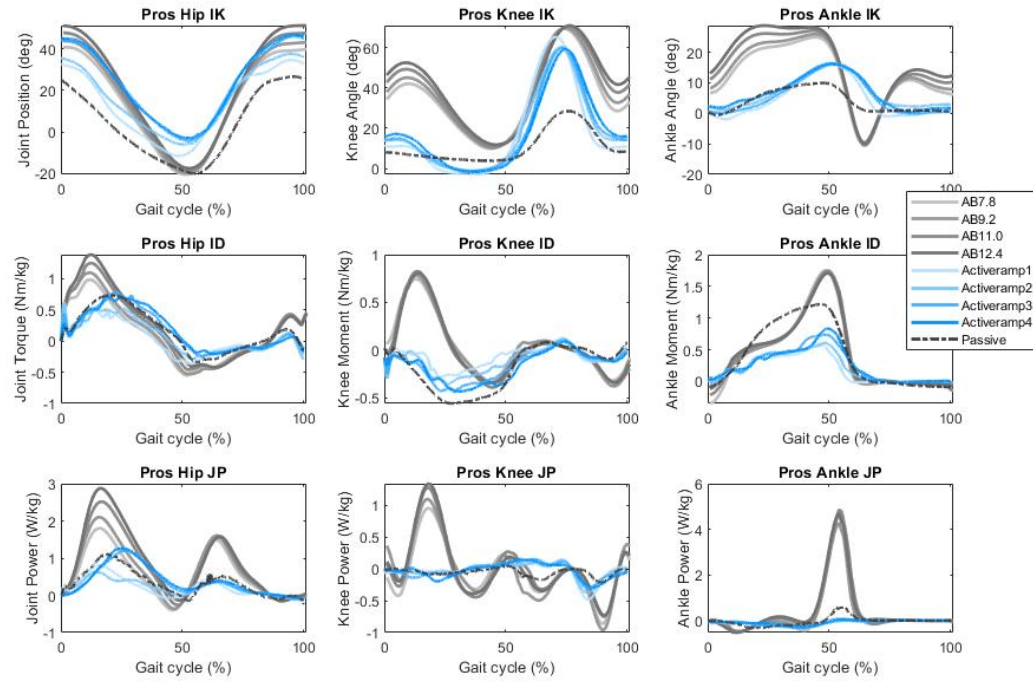 Pros Hip IK
Joint Position (deg)
40
20
0
-20
0
50
100
Gait cycle (%)
Pros Knee IK
Knee Angle (deg)
60
40
20
0
0
50
100
Gait cycle (%)
Pros Ankle IK
Ankle Angle (deg)
20
10
0
-10
-20
0
50
100
Gait cycle (%)
AB7.8
AB9.2
AB11.0
AB12.4
Activeramp1
Activeramp2
Activeramp3
Activeramp4
Passive
Pros Hip ID
Joint Torque (Nm/kg)
1
0.5
0
-0.5
-1
0
50
100
Gait cycle (%)
Pros Knee ID
Knee Moment (Nm/kg)
1
0.5
0
-0.5
0
50
100
Gait cycle (%)
Pros Ankle ID
Ankle Moment (Nm/kg)
2
1.5
1
0.5
0
0
50
100
Gait cycle (%)
Pros Hip JP
Joint Power (W/kg)
3
2
1
0
-1
0
50
100
Gait cycle (%)
Pros Knee JP
Knee Power (W/kg)
1
0.5
0
-0.5
-1
0
50
100
Gait cycle (%)
Pros Ankle JP
Ankle Power (W/kg)
6
4
2
0
0
50
100
Gait cycle (%)